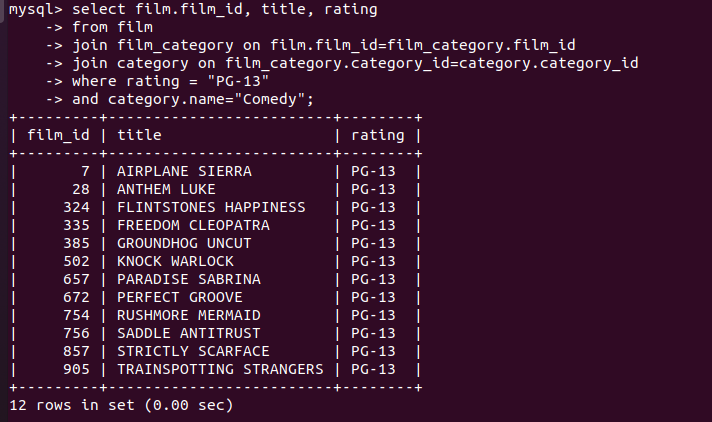 mysql> select film.film_id, title, rating
    -> from film
    -> join film_category on film.film_id=film_category.film_id
    -> join category on film_category.category_id=category.category_id
    -> where rating = "PG-13"
    -> and category.name="Comedy";
+---------+-------------------------+--------+
| film_id | title                   | rating |
+---------+-------------------------+--------+
|       7 | AIRPLANE SIERRA         | PG-13  |
|      28 | ANTHEM LUKE             | PG-13  |
|     324 | FLINTSTONES HAPPINESS   | PG-13  |
|     335 | FREEDOM CLEOPATRA       | PG-13  |
|     385 | GROUNDHOG UNCUT         | PG-13  |
|     502 | KNOCK WARLOCK           | PG-13  |
|     657 | PARADISE SABRINA        | PG-13  |
|     672 | PERFECT GROOVE          | PG-13  |
|     754 | RUSHMORE MERMAID        | PG-13  |
|     756 | SADDLE ANTITRUST        | PG-13  |
|     857 | STRICTLY SCARFACE       | PG-13  |
|     905 | TRAINSPOTTING STRANGERS | PG-13  |
+---------+-------------------------+--------+
12 rows in set (0.00 sec)